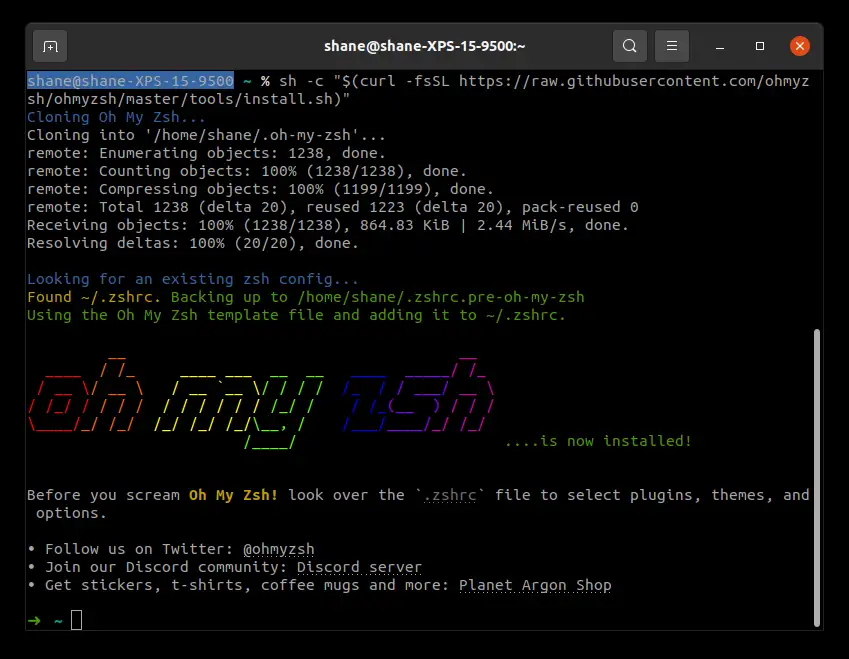 shane@shane-XPS-15-9500:~
shane@shane-XPS-15-9500 ~ % sh -c "$(curl -fsSL https://raw.githubusercontent.com/ohmyz
sh/ohmyzsh/master/tools/install.sh)"
Cloning Oh My Zsh...
Cloning into '/home/shane/.oh-my-zsh'...
remote: Enumerating objects: 1238, done.
remote: Counting objects: 100% (1238/1238), done.
remote: Compressing objects: 100% (1199/1199), done.
remote: Total 1238 (delta 20), reused 1223 (delta 20), pack-reused 0
Receiving objects: 100% (1238/1238), 864.83 KiB | 2.44 MiB/s, done.
Resolving deltas: 100% (20/20), done.
Looking for an existing zsh config...
Found ~/.zshrc. Backing up to /home/shane/.zshrc.pre-oh-my-zsh
Using the Oh My Zsh template file and adding it to ~/.zshrc.
oh my zsh
....is now installed!
Before you scream Oh My Zsh! look over the `.zshrc` file to select plugins, themes, and
options.
• Follow us on Twitter: @ohmyzsh
• Join our Discord community: Discord server
• Get stickers, t-shirts, coffee mugs and more: Planet Argon Shop
➜ ~